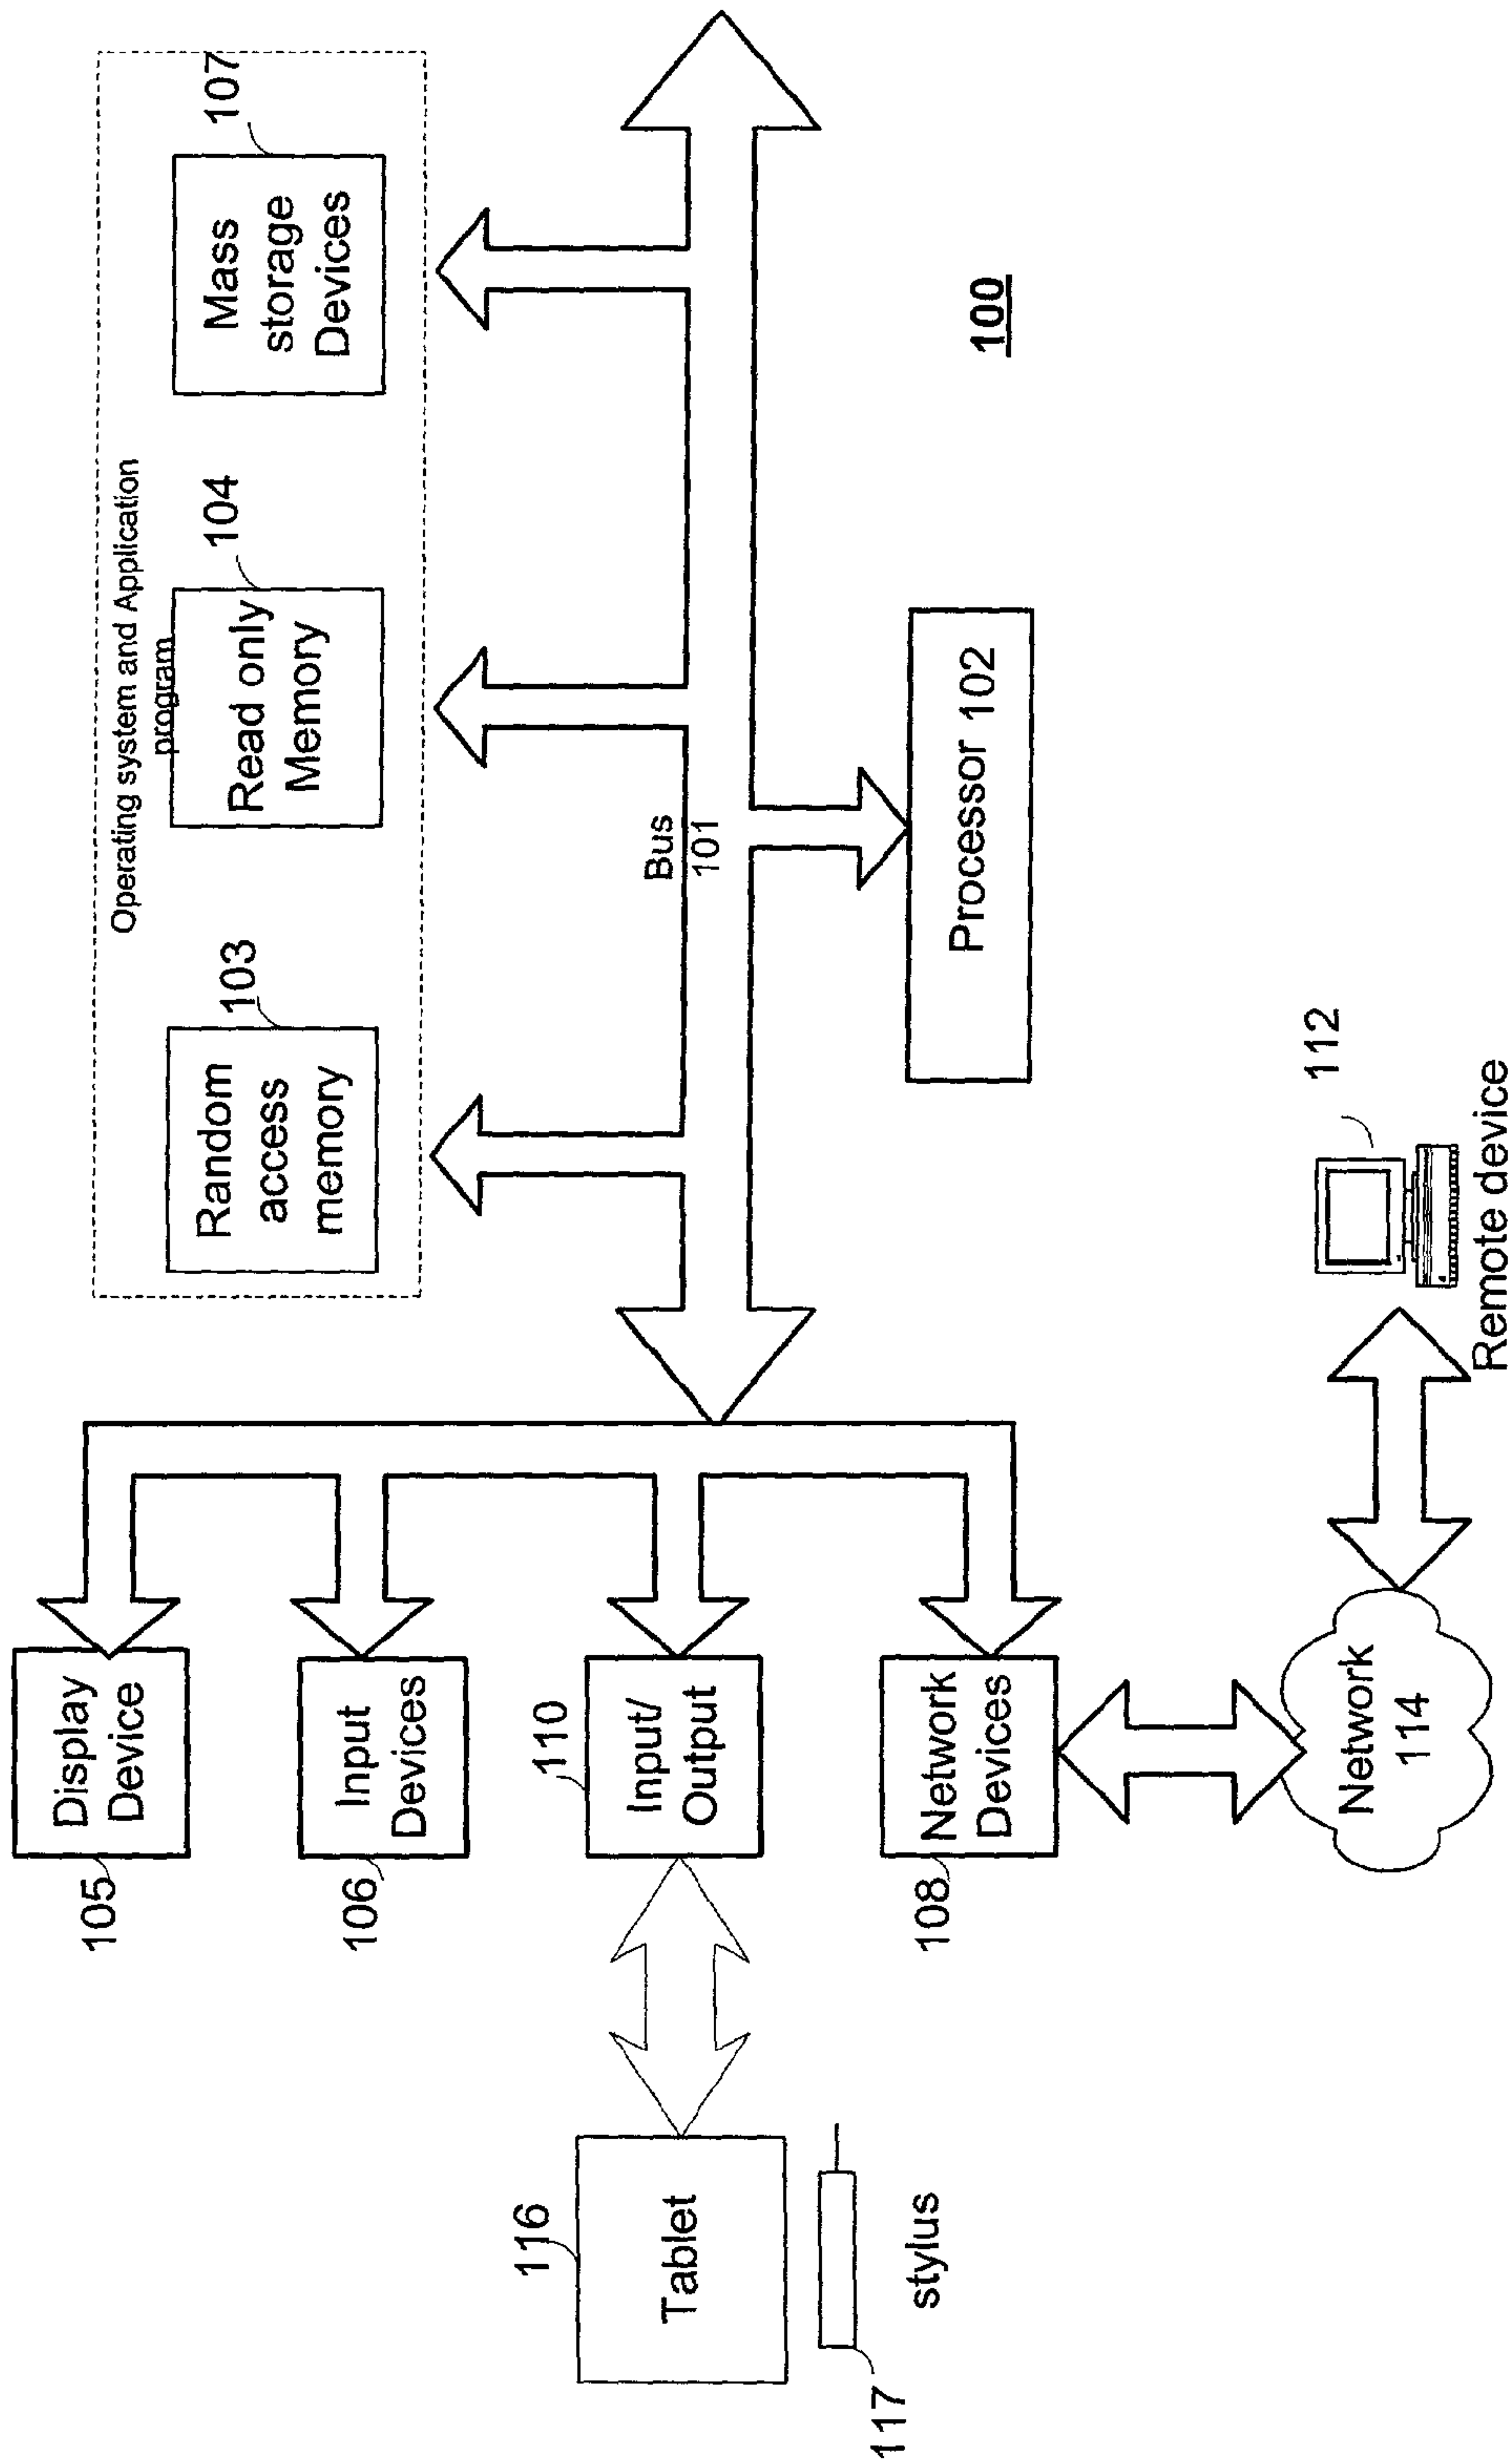 Operating system and Application
program
103
104
107
Random
access
memory
Read only
Memory
Mass
storage
Devices
105
Display
Device
106
Input
Devices
Bus
101
116
Tablet
110
Input/
Output
117
stylus
108
Network
Devices
Processor 102
100
Network
114
112
Remote device